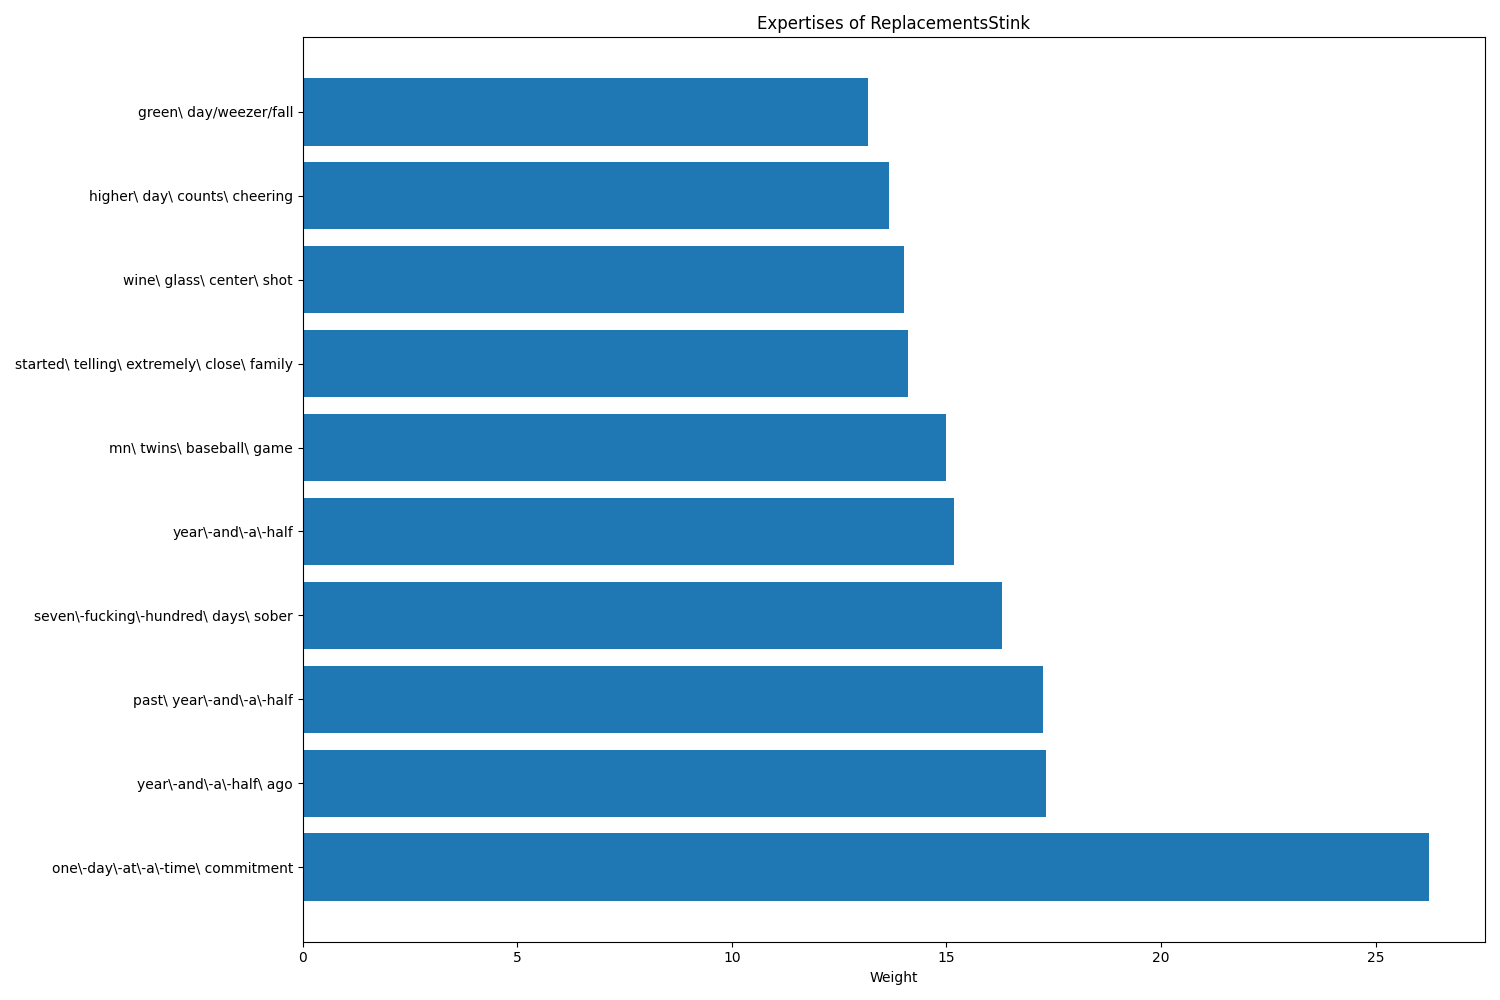 Expertises of ReplacementsStink
green\ day/weezer/fall
higher\ day\ counts\ cheering
wine\ glass\ center\ shot
started\ telling\ extremely\ close\ family
mn\ twins\ baseball\ game
year\-and\-a\-half
seven\-fucking\-hundred\ days\ sober
past\ year\-and\-a\-half
year\-and\-a\-half\ ago
one\-day\-at\-a\-time\ commitment
0 5 10 15 20 25
Weight